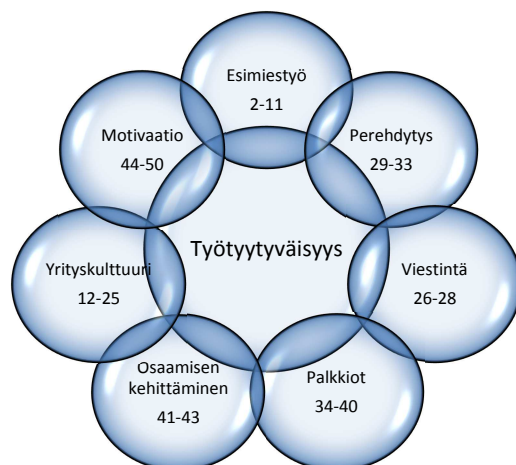 Esimiestyö
2-11
Motivaatio
44-50
Perehdytys
29-33
Työtyytyväisyys
Yrityskulttuuri
12-25
Viestintä
26-28
Osaamisen
kehittäminen
41-43
Palkkiot
34-40